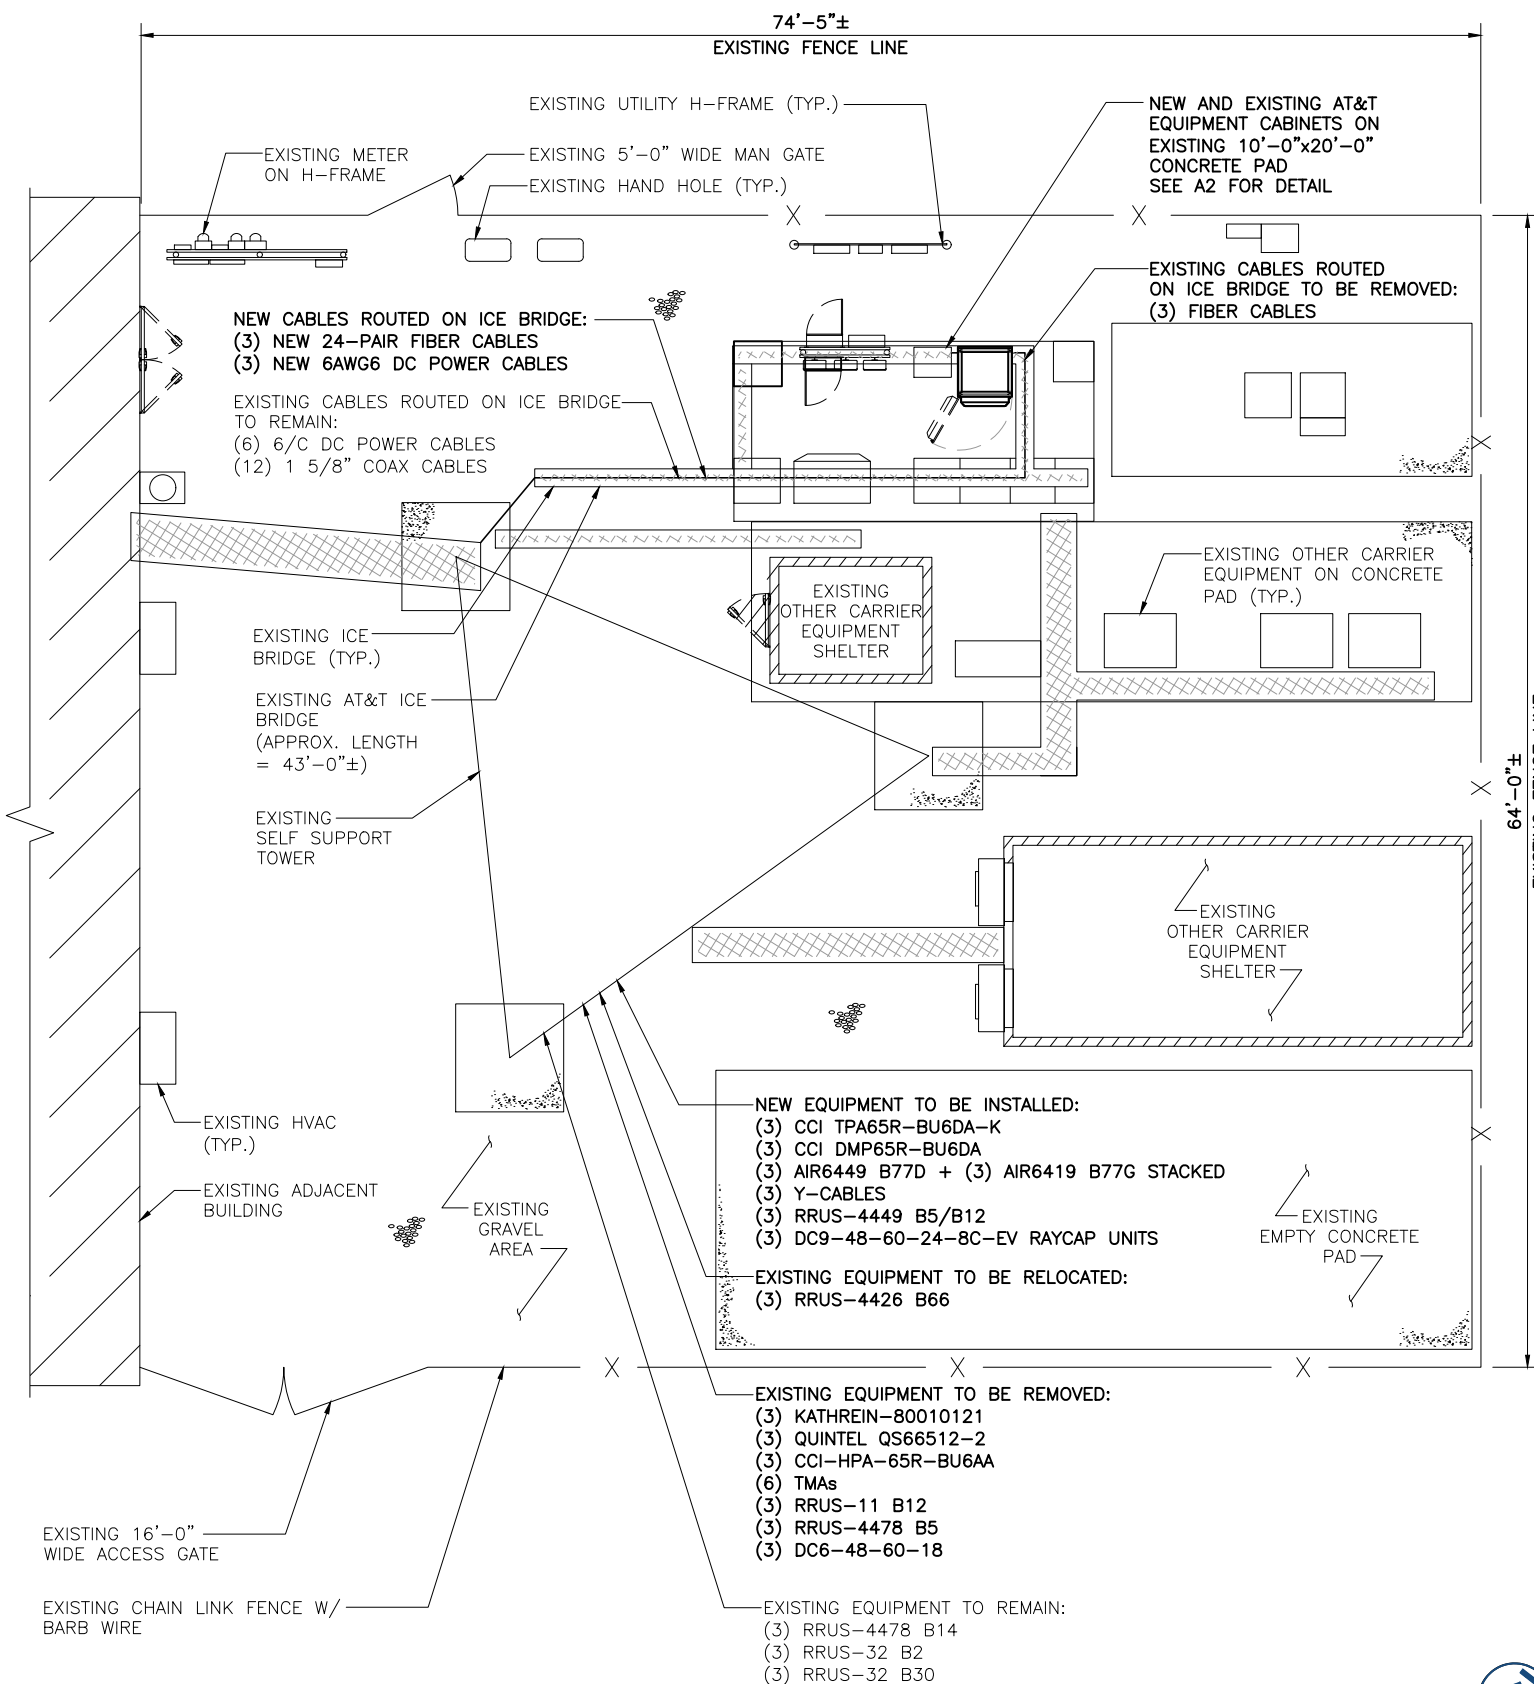 74'-5"±
EXISTING FENCE LINE
EXISTING UTILITY H-FRAME (TYP.)
NEW AND EXISTING AT&T
EQUIPMENT CABINETS ON
EXISTING 10'-0"x20'-0"
CONCRETE PAD
SEE A2 FOR DETAIL
EXISTING METER
ON H-FRAME
EXISTING 5'-0" WIDE MAN GATE
EXISTING HAND HOLE (TYP.)
EXISTING CABLES ROUTED
ON ICE BRIDGE TO BE REMOVED:
(3) FIBER CABLES
NEW CABLES ROUTED ON ICE BRIDGE:
(3) NEW 24-PAIR FIBER CABLES
(3) NEW 6AWG6 DC POWER CABLES
EXISTING CABLES ROUTED ON ICE BRIDGE
TO REMAIN:
(6) 6/C DC POWER CABLES
(12) 1 5/8" COAX CABLES
EXISTING OTHER CARRIER
EQUIPMENT ON CONCRETE
PAD (TYP.)
EXISTING
OTHER CARRIER
EQUIPMENT
SHELTER
EXISTING ICE
BRIDGE (TYP.)
EXISTING AT&T ICE
BRIDGE
(APPROX. LENGTH
= 43'-0"±)
EXISTING
SELF SUPPORT
TOWER
64'-0"±
EXISTING
OTHER CARRIER
EQUIPMENT
SHELTER
NEW EQUIPMENT TO BE INSTALLED:
(3) CCI TPA65R-BU6DA-K
(3) CCI DMP65R-BU6DA
(3) AIR6449 B77D + (3) AIR6419 B77G STACKED
(3) Y-CABLES
(3) RRUS-4449 B5/B12
(3) DC9-48-60-24-8C-EV RAYCAP UNITS
EXISTING HVAC
(TYP.)
EXISTING ADJACENT
BUILDING
EXISTING
GRAVEL
AREA
EXISTING
EMPTY CONCRETE
PAD
EXISTING EQUIPMENT TO BE RELOCATED:
(3) RRUS-4426 B66
EXISTING EQUIPMENT TO BE REMOVED:
(3) KATHREIN-80010121
(3) QUINTEL QS66512-2
(3) CCI-HPA-65R-BU6AA
(6) TMAs
(3) RRUS-11 B12
(3) RRUS-4478 B5
(3) DC6-48-60-18
EXISTING 16'-0"
WIDE ACCESS GATE
EXISTING CHAIN LINK FENCE W/
BARB WIRE
EXISTING EQUIPMENT TO REMAIN:
(3) RRUS-4478 B14
(3) RRUS-32 B2
(3) RRUS-32 B30